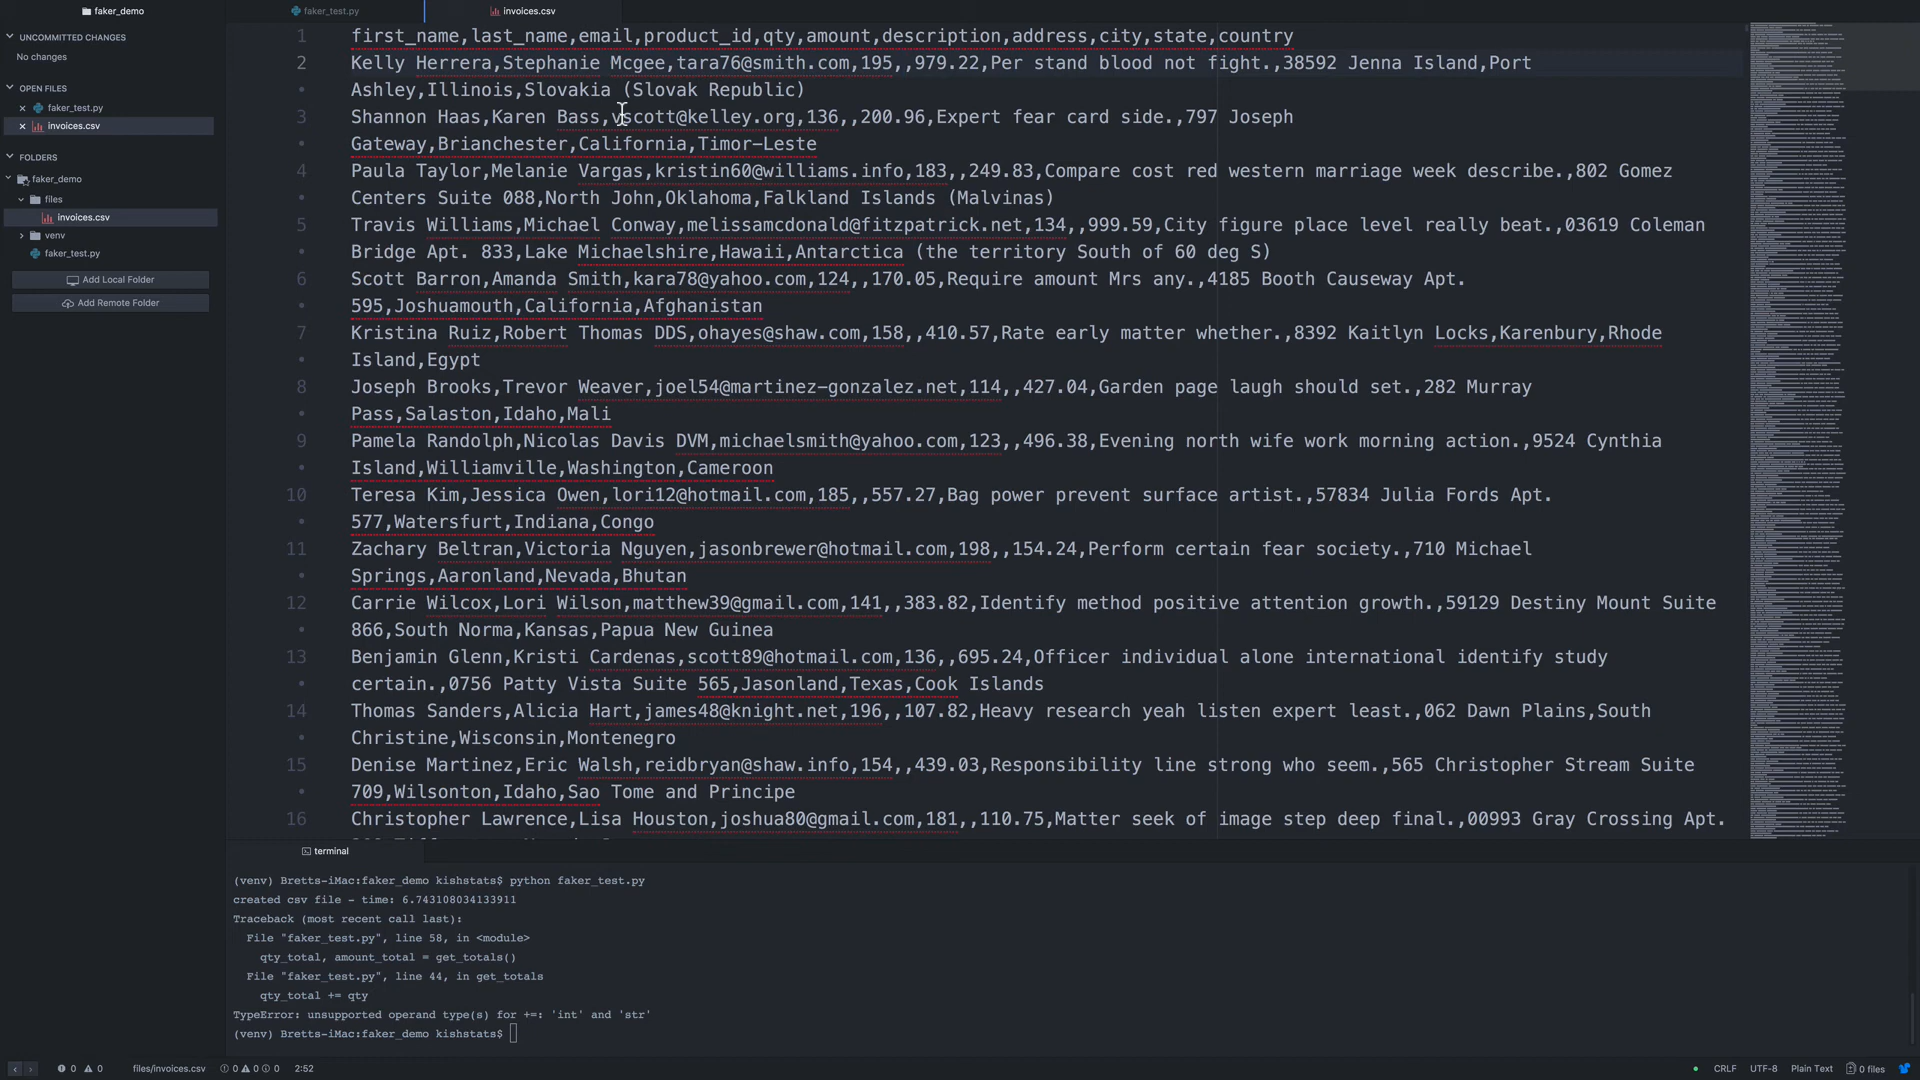 faker_demo
faker_test.py
invoices.csv
UNCOMMITTED CHANGES
No changes
OPEN FILES
faker_test.py
invoices.csv
FOLDERS
faker_demo
files
invoices.csv
venv
faker_test.py
Add Local Folder
Add Remote Folder
1 first_name,last_name,email,product_id,qty,amount,description,address,city,state,country
2 Kelly Herrera,Stephanie Mcgee,tara76@smith.com,195,,979.22,Per stand blood not fight.,38592 Jenna Island,Port
Ashley,Illinois,Slovakia (Slovak Republic)
3 Shannon Haas,Karen Bass,vscott@kelley.org,136,,200.96,Expert fear card side.,797 Joseph
Gateway,Brianchester,California,Timor-Leste
4 Paula Taylor,Melanie Vargas,kristin60@williams.info,183,,249.83,Compare cost red western marriage week describe.,802 Gomez
Centers Suite 088,North John,Oklahoma,Falkland Islands (Malvinas)
5 Travis Williams,Michael Conway,melissamcdonald@fitzpatrick.net,134,,999.59,City figure place level really beat.,03619 Coleman
Bridge Apt. 833,Lake Michaelshire,Hawaii,Antarctica (the territory South of 60 deg S)
6 Scott Barron,Amanda Smith,kara78@yahoo.com,124,,170.05,Require amount Mrs any.,4185 Booth Causeway Apt.
595,Joshuamouth,California,Afghanistan
7 Kristina Ruiz,Robert Thomas DDS,ohayes@shaw.com,158,,410.57,Rate early matter whether.,8392 Kaitlyn Locks,Karenbury,Rhode
Island,Egypt
8 Joseph Brooks,Trevor Weaver,joel54@martinez-gonzalez.net,114,,427.04,Garden page laugh should set.,282 Murray
Pass,Salaston,Idaho,Mali
9 Pamela Randolph,Nicolas Davis DVM,michaelsmith@yahoo.com,123,,496.38,Evening north wife work morning action.,9524 Cynthia
Island,Williamville,Washington,Cameroon
10 Teresa Kim,Jessica Owen,lori12@hotmail.com,185,,557.27,Bag power prevent surface artist.,57834 Julia Fords Apt.
577,Watersfurt,Indiana,Congo
11 Zachary Beltran,Victoria Nguyen,jasonbrewer@hotmail.com,198,,154.24,Perform certain fear society.,710 Michael
Springs,Aaronland,Nevada,Bhutan
12 Carrie Wilcox,Lori Wilson,matthew39@gmail.com,141,,383.82,Identify method positive attention growth.,59129 Destiny Mount Suite
866,South Norma,Kansas,Papua New Guinea
13 Benjamin Glenn,Kristi Cardenas,scott89@hotmail.com,136,,695.24,Officer individual alone international identify study
certain.,0756 Patty Vista Suite 565,Jasonland,Texas,Cook Islands
14 Thomas Sanders,Alicia Hart,james48@knight.net,196,,107.82,Heavy research yeah listen expert least.,062 Dawn Plains,South
Christine,Wisconsin,Montenegro
15 Denise Martinez,Eric Walsh,reidbryan@shaw.info,154,,439.03,Responsibility line strong who seem.,565 Christopher Stream Suite
709,Wilsonton,Idaho,Sao Tome and Principe
16 Christopher Lawrence,Lisa Houston,joshua80@gmail.com,181,,110.75,Matter seek of image step deep final.,00993 Gray Crossing Apt.
terminal
(venv) Bretts-iMac:faker_demo kishstats$ python faker_test.py
created csv file - time: 6.743108034133911
Traceback (most recent call last):
File "faker_test.py", line 58, in <module>
qty_total, amount_total = get_totals()
File "faker_test.py", line 44, in get_totals
qty_total += qty
TypeError: unsupported operand type(s) for +=: 'int' and 'str'
(venv) Bretts-iMac:faker_demo kishstats$
0 0 files/invoices.csv 0 0 0 2:52 CRLF UTF-8 Plain Text 0 files